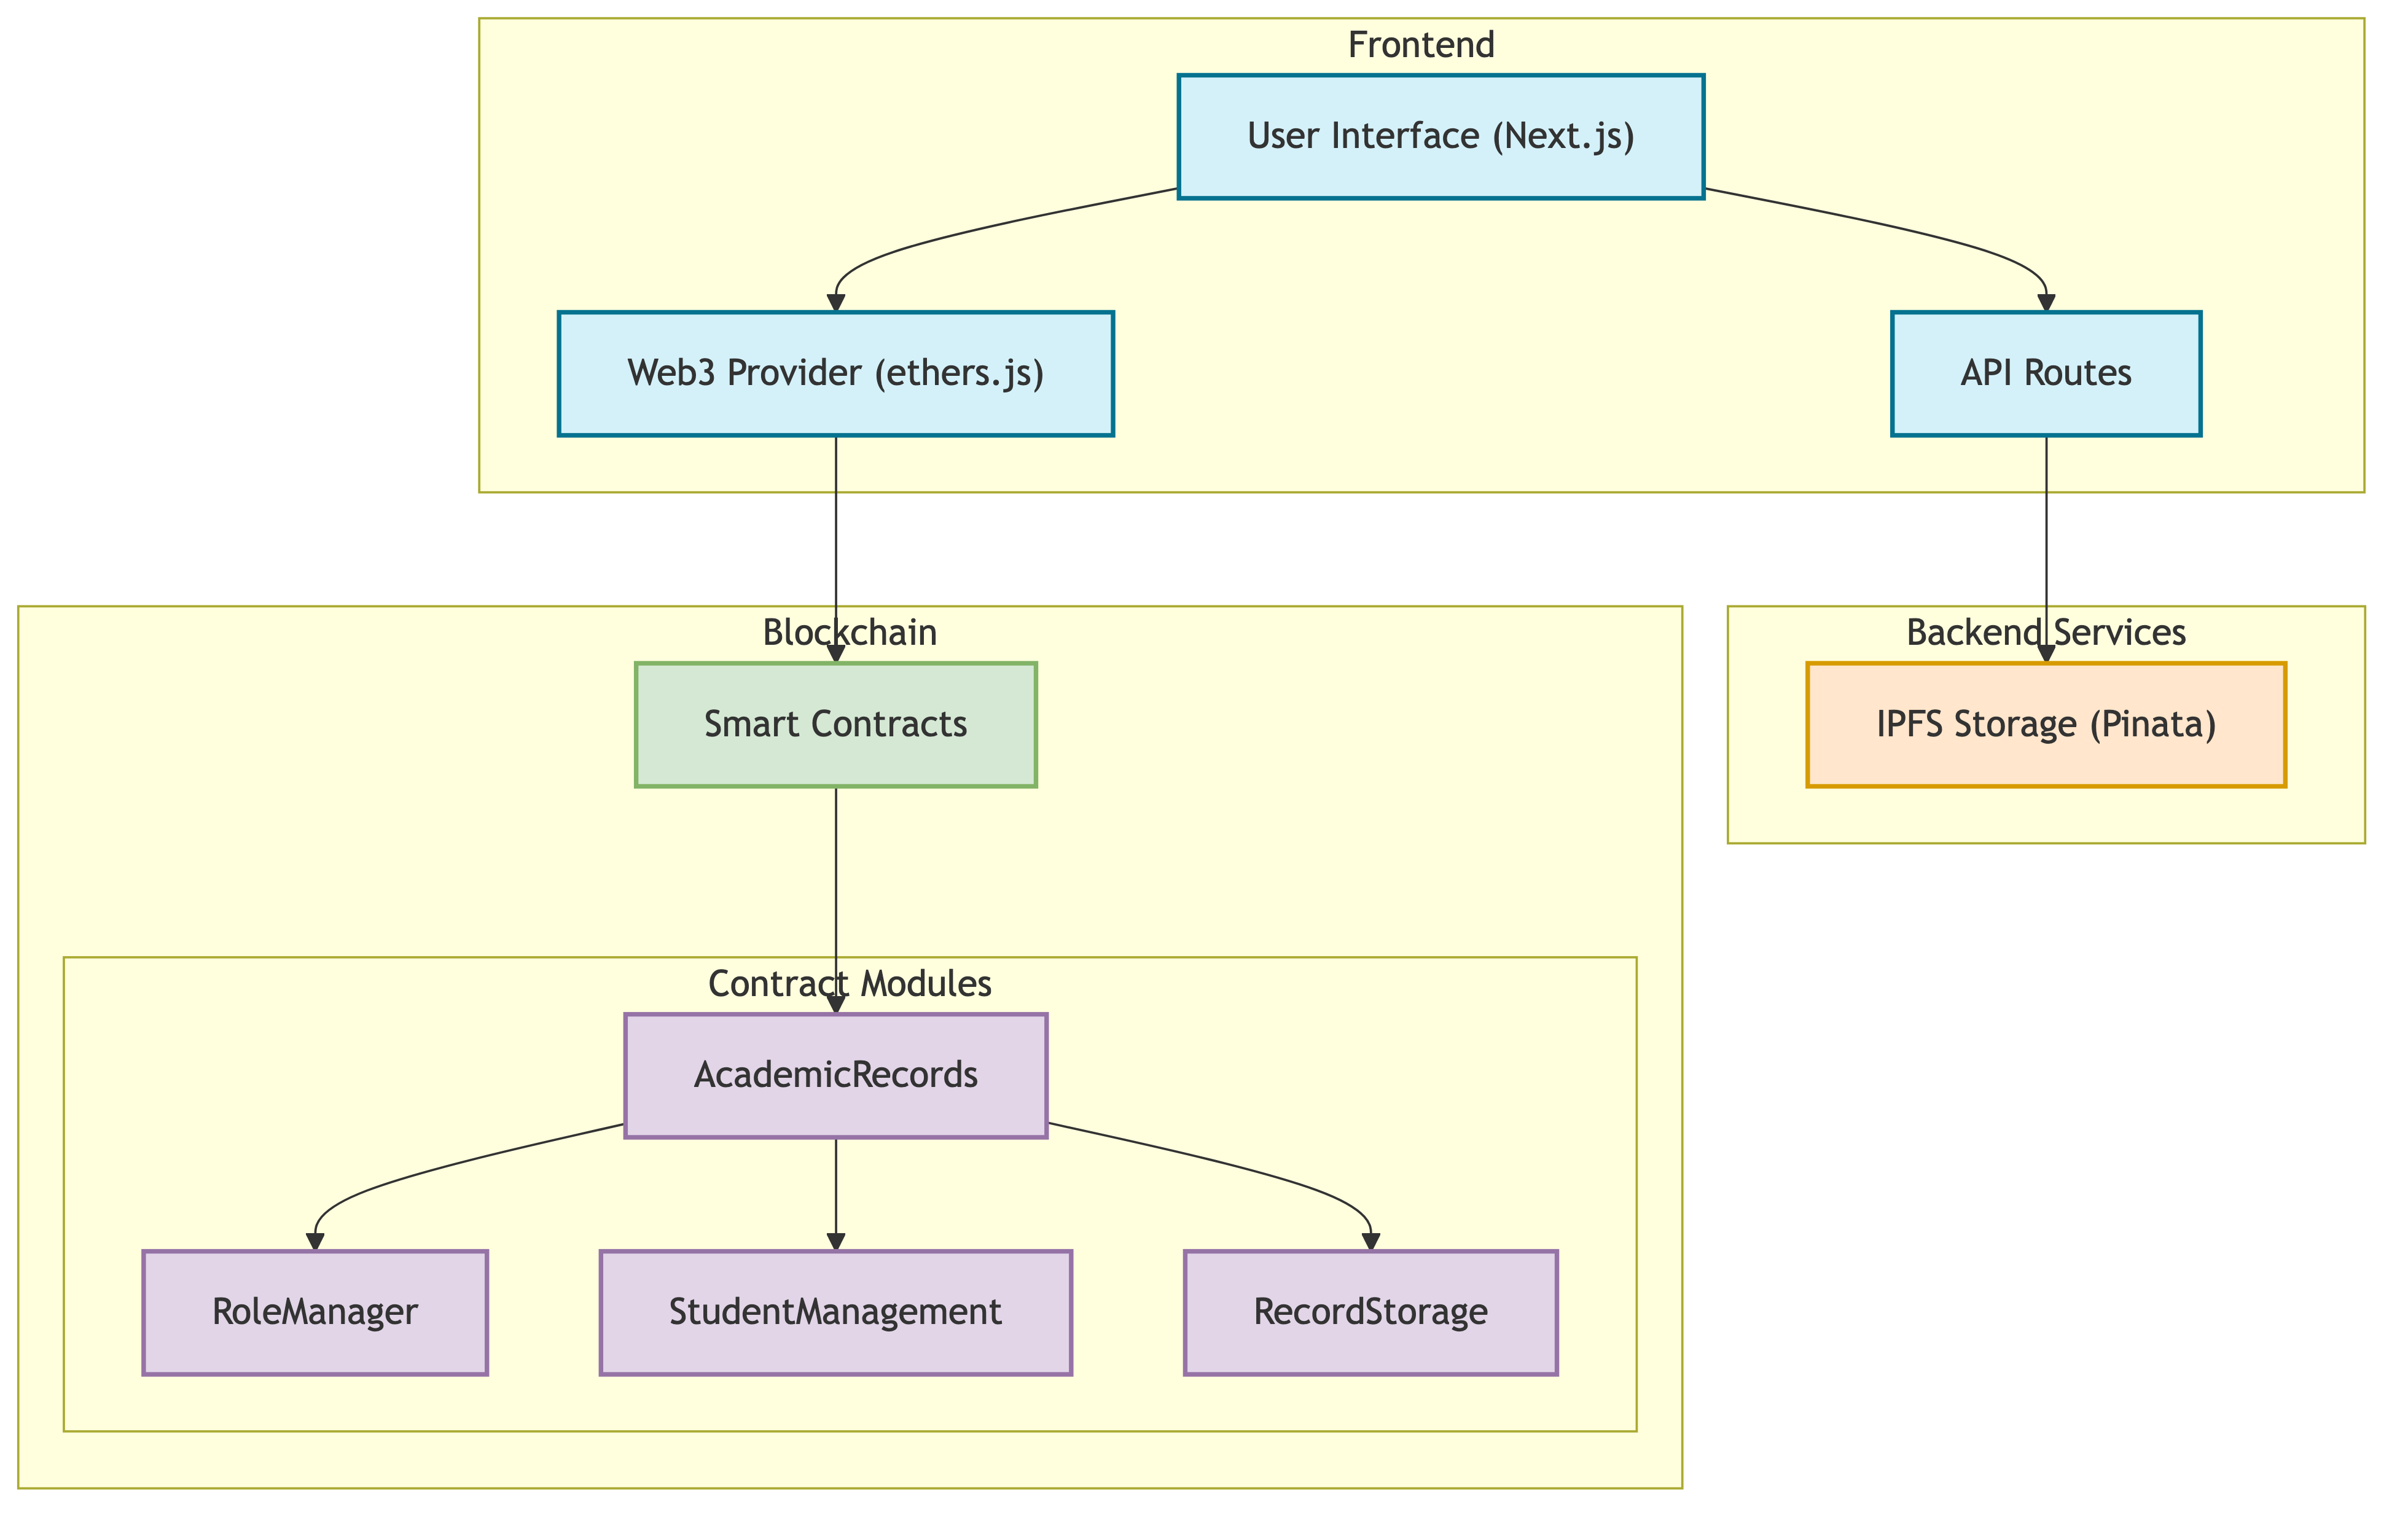 Frontend
User Interface (Next.js)
Web3 Provider (ethers.js)
API Routes
Blockchain
Backend Services
Smart Contracts
IPFS Storage (Pinata)
Contract Modules
AcademicRecords
RoleManager
StudentManagement
RecordStorage